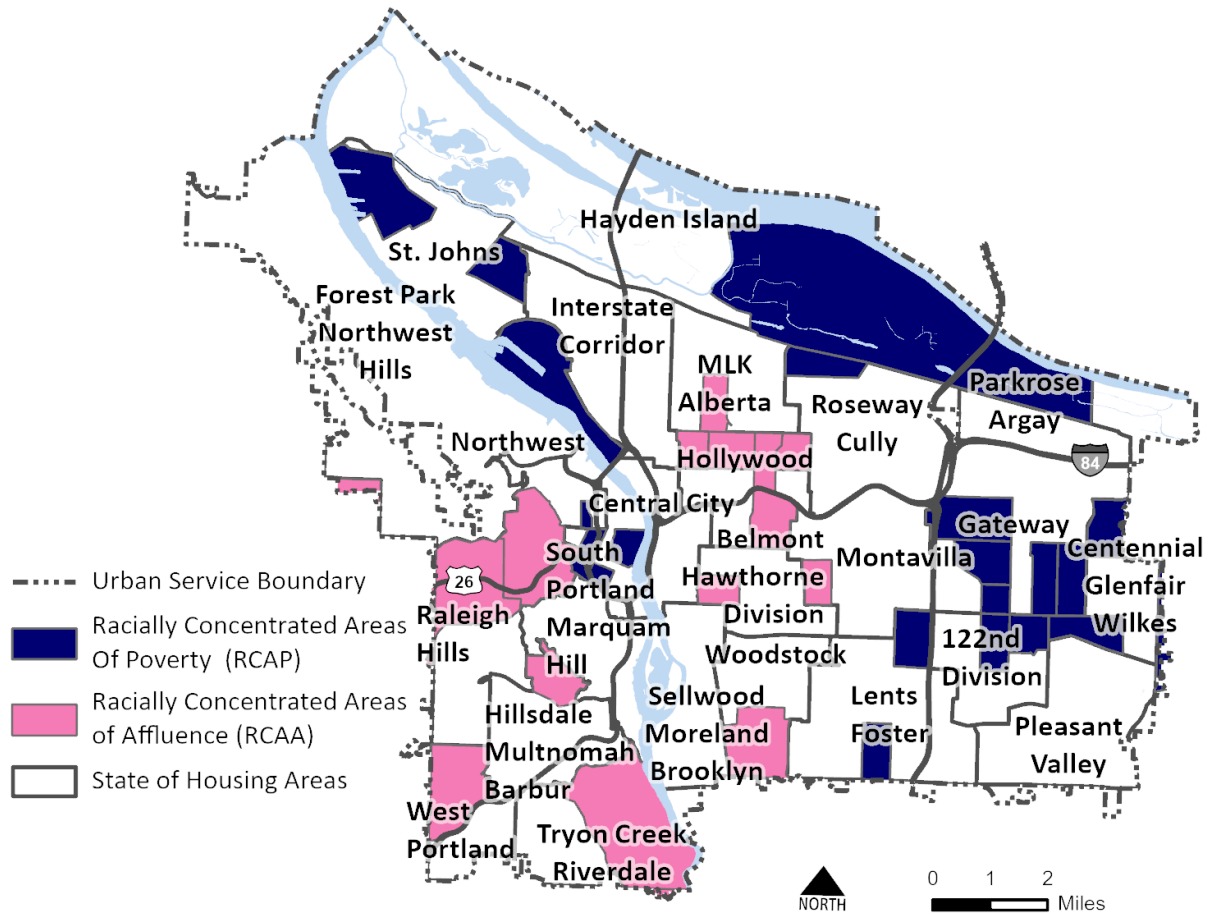 Hayden Island
St. Johns
Forest Park
Northwest
Hills
Interstate
Corridor
MLK
Alberta
Parkrose
Argay
Roseway
Cully
Northwest
Hollywood
84
Central City
Belmont
Gateway
South
Portland
Montavilla
Centennial
Glenfair
Wilkes
26
Hawthorne
Division
Raleigh
Hills
Marquam
Hill
Woodstock
122nd
Division
Sellwood
Moreland
Brooklyn
Lents
Foster
Hillsdale
Multnomah
Barbur
Pleasant
Valley
West
Portland
Tryon Creek
Riverdale
Urban Service Boundary
Racially Concentrated Areas
Of Poverty (RCAP)
Racially Concentrated Areas
of Affluence (RCAA)
State of Housing Areas
NORTH
0 1 2
Miles